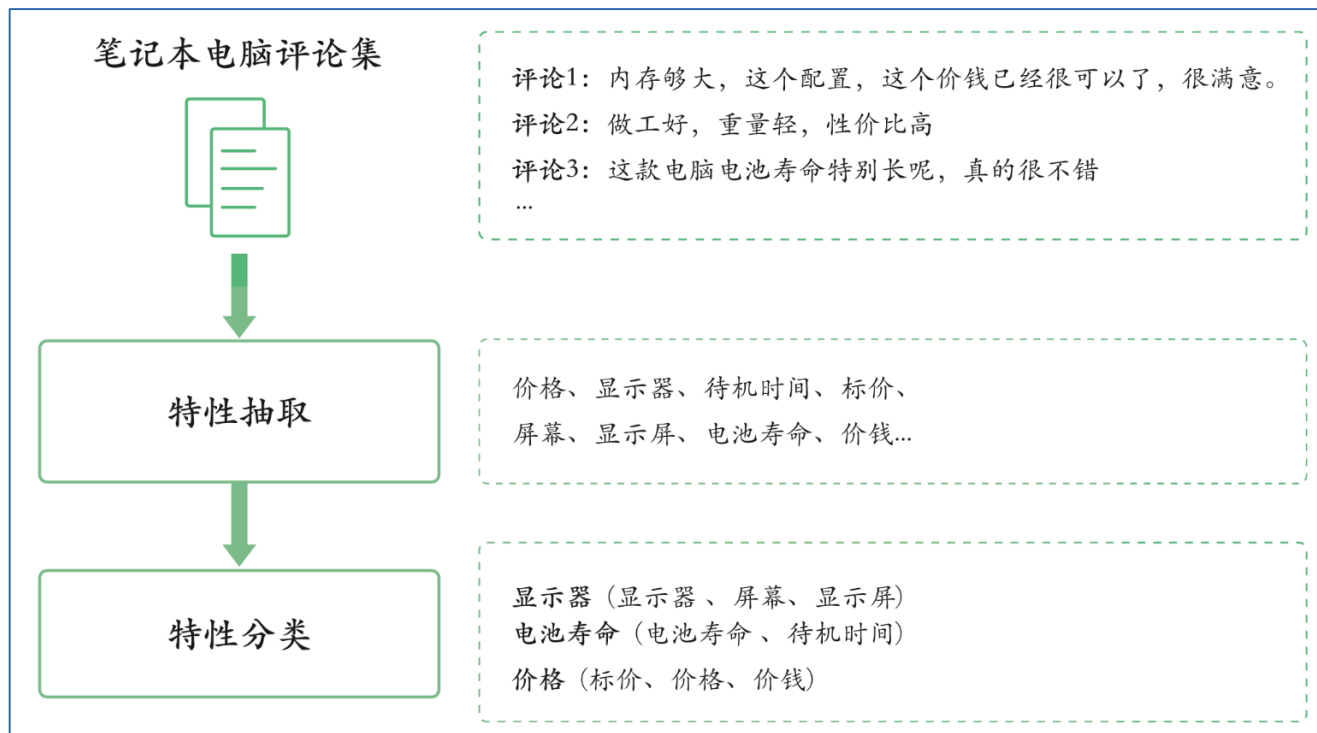 笔记本电脑评论集
评论1：内存够大，这个配置，这个价钱已经很可以了，很满意。
评论2：做工好，重量轻，性价比高
评论3：这款电脑电池寿命特别长呢，真的很不错
...
特性抽取
价格、显示器、待机时间、标价、
屏幕、显示屏、电池寿命、价钱...
特性分类
显示器（显示器 、屏幕、显示屏）
电池寿命（电池寿命 、待机时间）
价格（标价、价格、价钱）